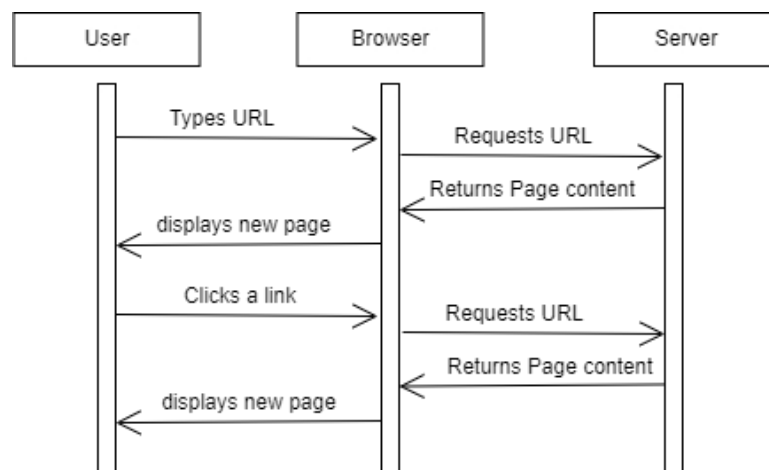 User
Browser
Server
Types URL
Requests URL
Returns Page content
displays new page
Clicks a link
Requests URL
Returns Page content
displays new page